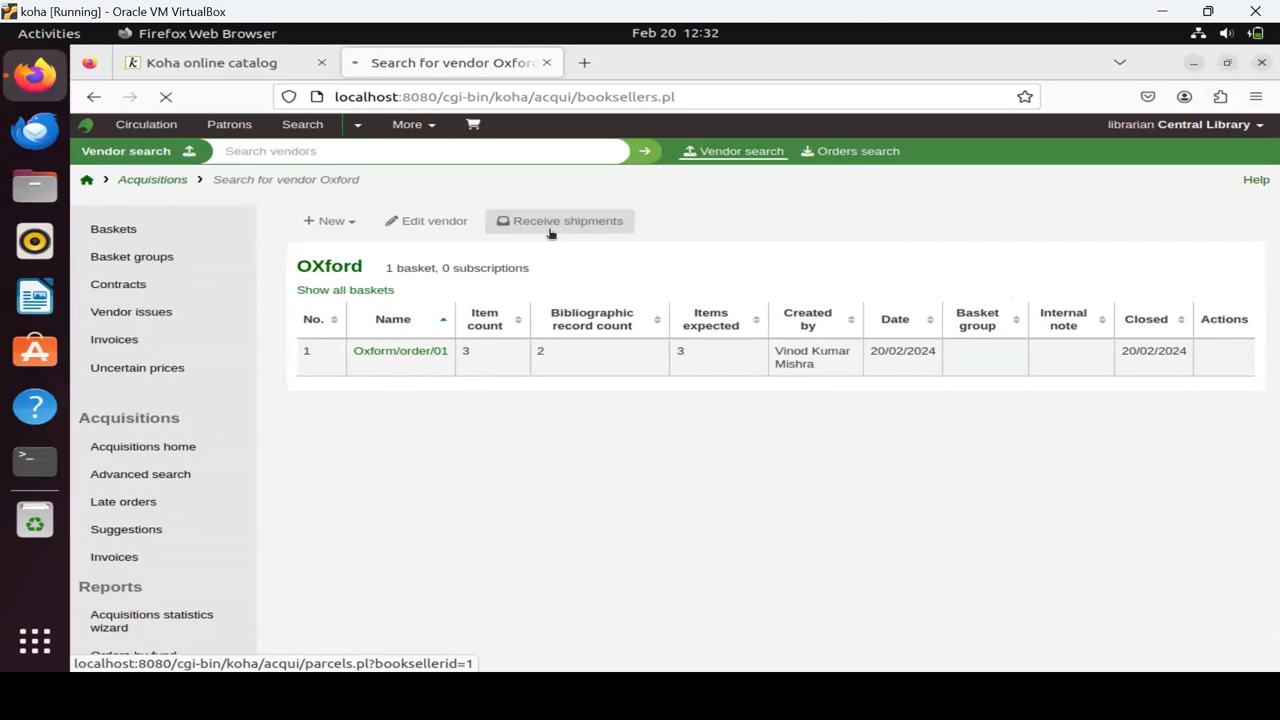 koha [Running] - Oracle VM VirtualBox
Activities Firefox Web Browser Feb 20 12:32
Koha online catalog Search for vendor Oxfor
localhost:8080/cgi-bin/koha/acqui/booksellers.pl
Circulation Patrons Search More librarian Central Library
Vendor search Search vendors Vendor search Orders search
Acquisitions Search for vendor Oxford Help
Baskets
Basket groups
Contracts
Vendor issues
Invoices
Uncertain prices
Acquisitions
Acquisitions home
Advanced search
Late orders
Suggestions
Invoices
Reports
Acquisitions statistics
wizard
Orders by fund
+ New Edit vendor Receive shipments
OXford 1 basket, 0 subscriptions
Show all baskets
No. Name Item count Bibliographic record count Items expected Created by Date Basket group Internal note Closed Actions
1 Oxform/order/01 3 2 3 Vinod Kumar Mishra 20/02/2024 20/02/2024
localhost:8080/cgi-bin/koha/acqui/parcels.pl?booksellerid=1